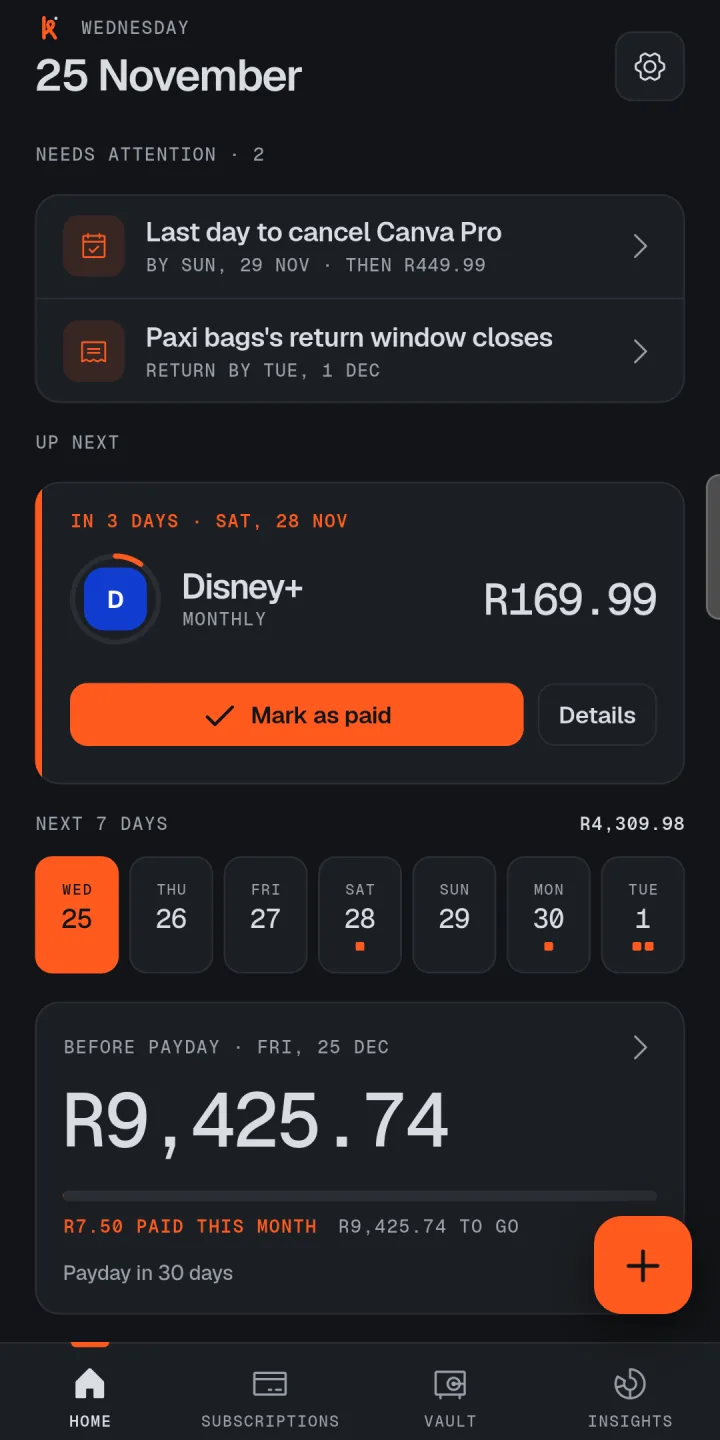 WEDNESDAY
25 November
NEEDS ATTENTION · 2
Last day to cancel Canva Pro
BY SUN, 29 NOV · THEN R449.99
Paxi bags's return window closes
RETURN BY TUE, 1 DEC
UP NEXT
IN 3 DAYS · SAT, 28 NOV
D
Disney+
MONTHLY
R169.99
Mark as paid
Details
NEXT 7 DAYS
R4,309.98
WED THU FRI SAT SUN MON TUE
25 26 27 28 29 30 1
BEFORE PAYDAY · FRI, 25 DEC
R9,425.74
R7.50 PAID THIS MONTH R9,425.74 TO GO
Payday in 30 days
HOME SUBSCRIPTIONS VAULT INSIGHTS